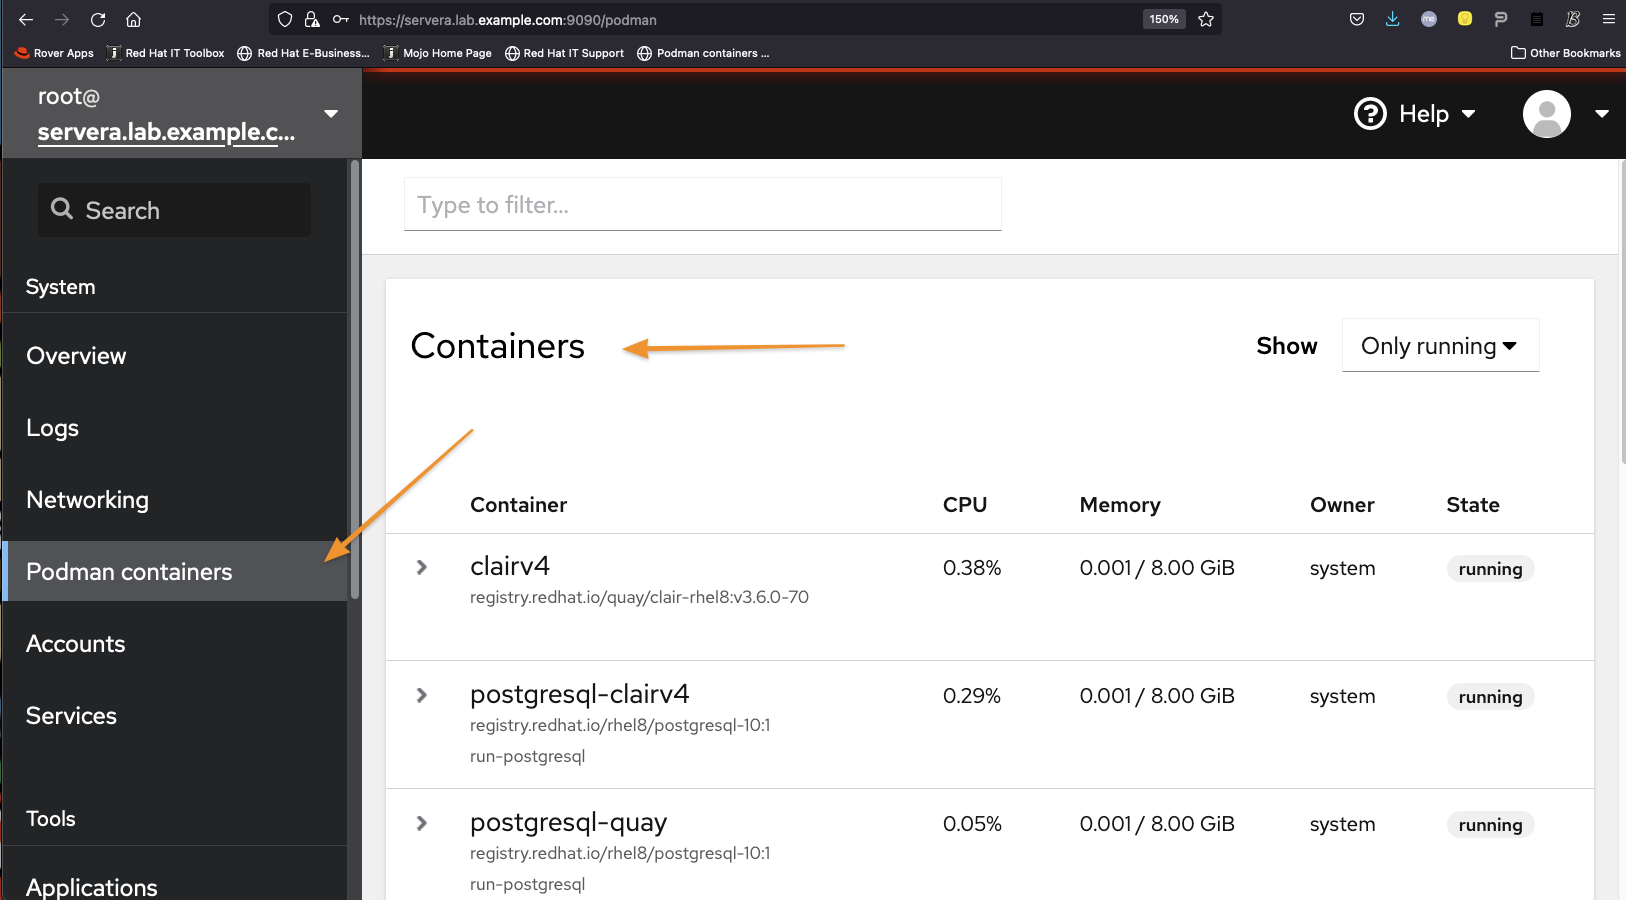 https://servera.lab.example.com:9090/podman
150%
Rover Apps
Red Hat IT Toolbox
Red Hat E-Business...
Mojo Home Page
Red Hat IT Support
Podman containers ...
Other Bookmarks
root@
servera.lab.example.c...
Help
Search
System
Overview
Logs
Networking
Podman containers
Accounts
Services
Tools
Applications
Type to filter...
Containers
Show
Only running
Container CPU Memory Owner State
clairv4 0.38% 0.001 / 8.00 GiB system running
registry.redhat.io/quay/clair-rhel8:v3.6.0-70
postgresql-clairv4 0.29% 0.001 / 8.00 GiB system running
registry.redhat.io/rhel8/postgresql-10:1
run-postgresql
postgresql-quay 0.05% 0.001 / 8.00 GiB system running
registry.redhat.io/rhel8/postgresql-10:1
run-postgresql